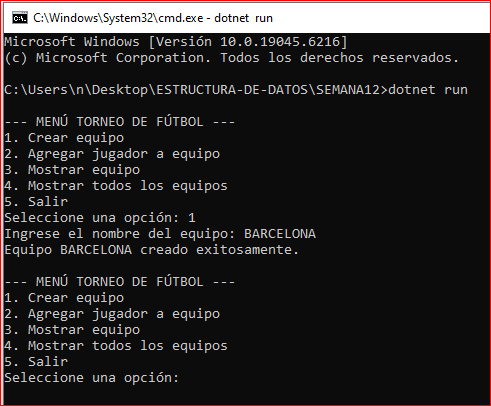 C:\Windows\System32\cmd.exe - dotnet run
Microsoft Windows [Versión 10.0.19045.6216]
(c) Microsoft Corporation. Todos los derechos reservados.
C:\Users\n\Desktop\ESTRUCTURA-DE-DATOS\SEMANA12>dotnet run
--- MENÚ TORNEO DE FÚTBOL ---
1. Crear equipo
2. Agregar jugador a equipo
3. Mostrar equipo
4. Mostrar todos los equipos
5. Salir
Seleccione una opción: 1
Ingrese el nombre del equipo: BARCELONA
Equipo BARCELONA creado exitosamente.
--- MENÚ TORNEO DE FÚTBOL ---
1. Crear equipo
2. Agregar jugador a equipo
3. Mostrar equipo
4. Mostrar todos los equipos
5. Salir
Seleccione una opción: